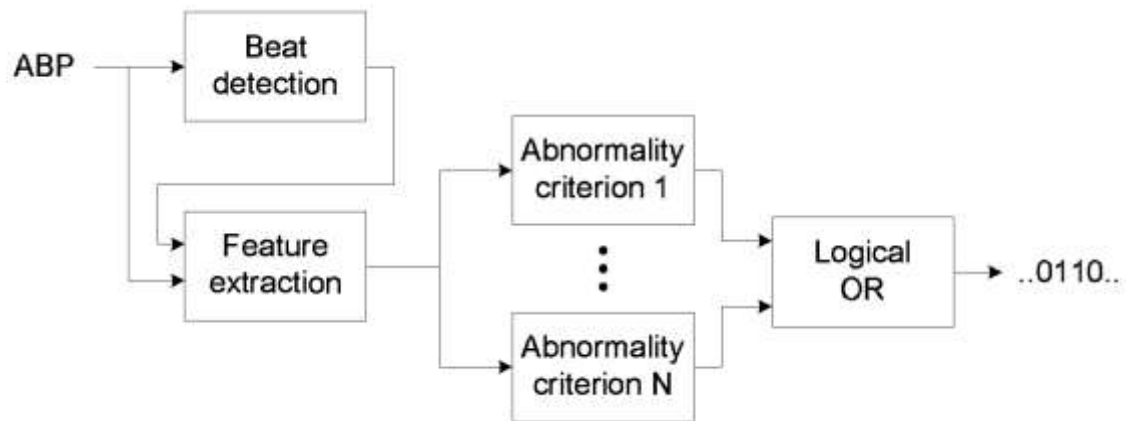 ABP
Beat
detection
Feature
extraction
Abnormality
criterion 1
Abnormality
criterion N
Logical
OR
..0110..